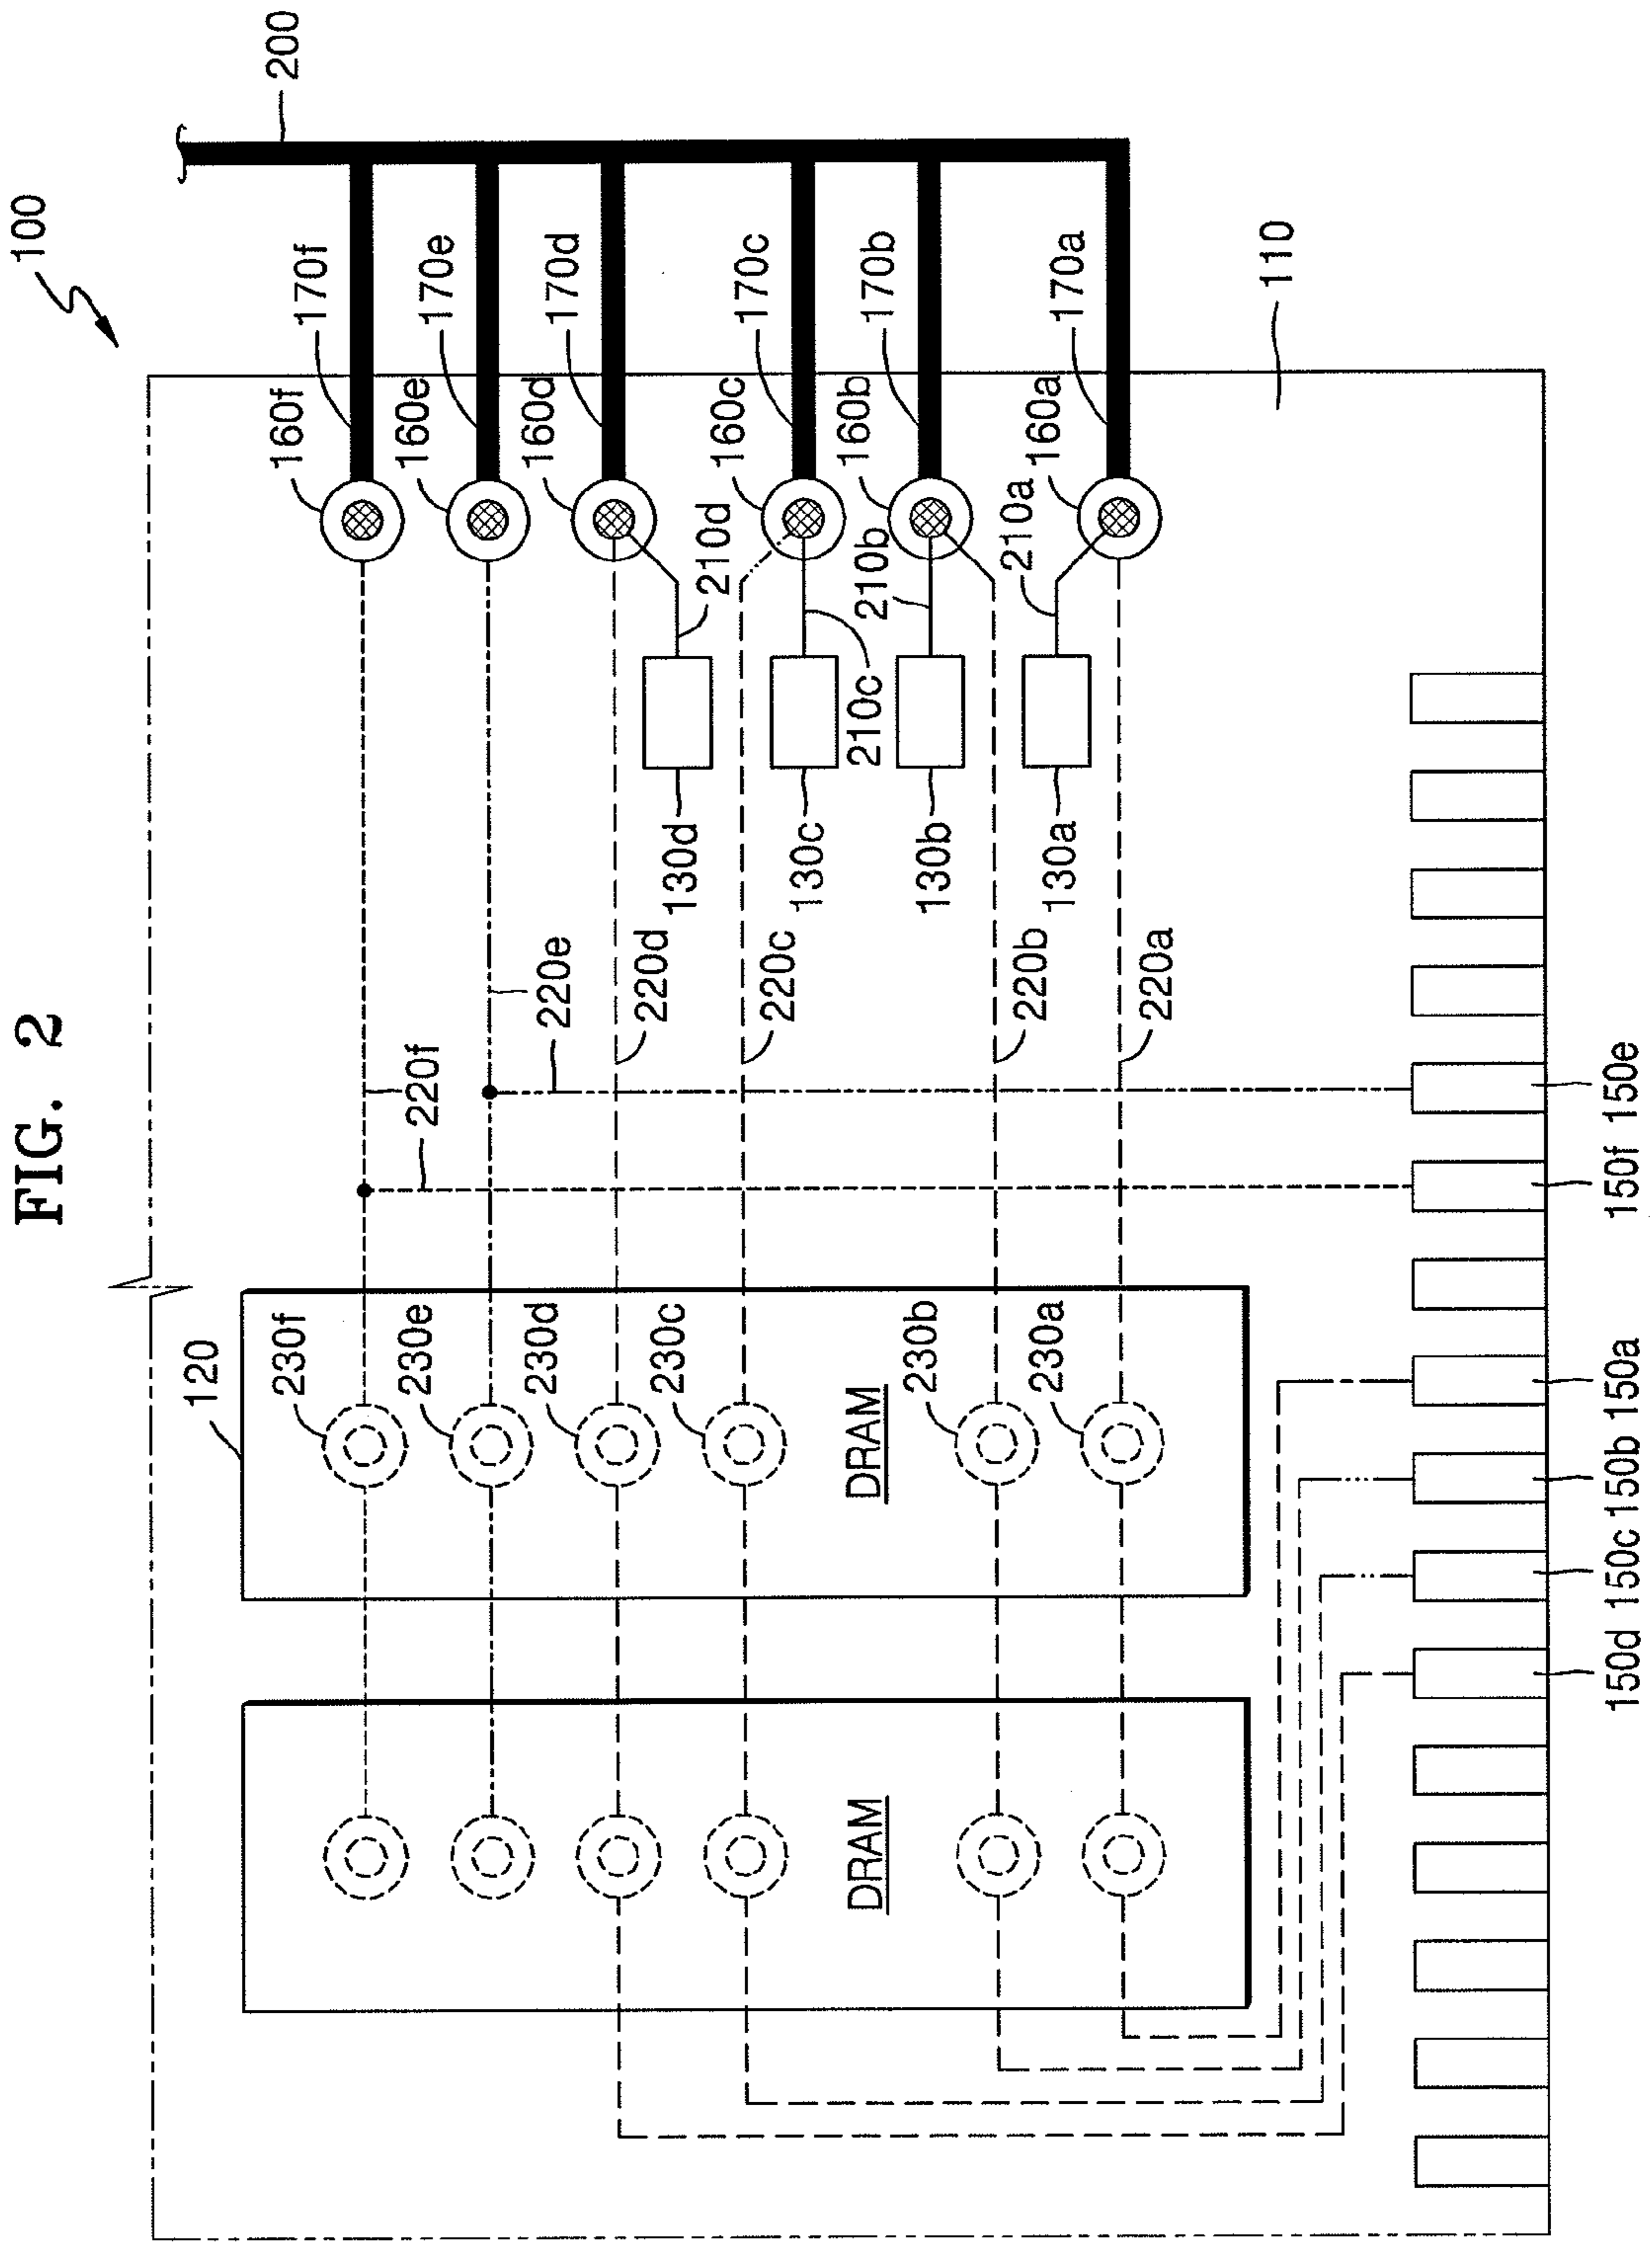 FIG. 2
100
200
170f
170e
170d
170c
170b
170a
110
160f
160e
160d
160c
160b
160a
210d
210c
210b
210a
130d
130c
130b
130a
220f
220e
220d
220c
220b
220a
120
230f
230e
230d
230c
230b
230a
DRAM
DRAM
150d
150c
150b
150a
150f
150e